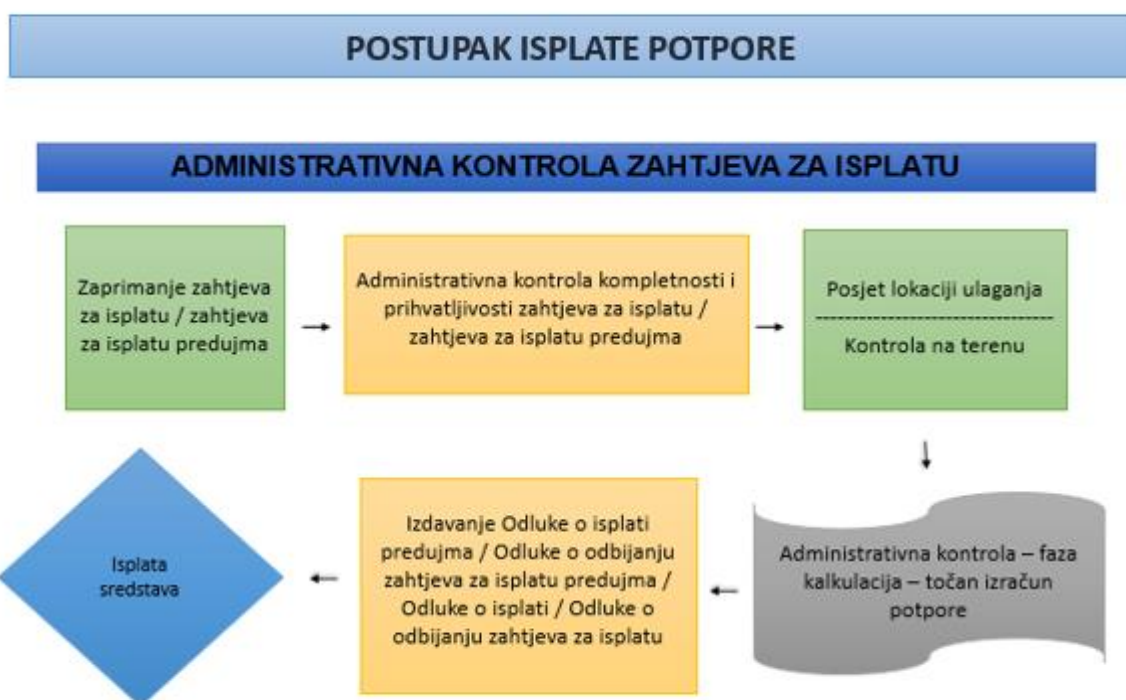 POSTUPAK ISPLATE POTPORE
ADMINISTRATIVNA KONTROLA ZAHTJEVA ZA ISPLATU
Zaprimanje zahtjeva
za isplatu / zahtjeva
za isplatu predujma
Administrativna kontrola kompletnosti i
prihvatljivosti zahtjeva za isplatu /
zahtjeva za isplatu predujma
Posjet lokaciji ulaganja
-------------------------------
Kontrola na terenu
Administrativna kontrola – faza
kalkulacija – točan izračun
potpore
Izdavanje Odluke o isplati
predujma / Odluke o odbijanju
zahtjeva za isplatu predujma /
Odluke o isplati / Odluke o
odbijanju zahtjeva za isplatu
Isplata
sredstava